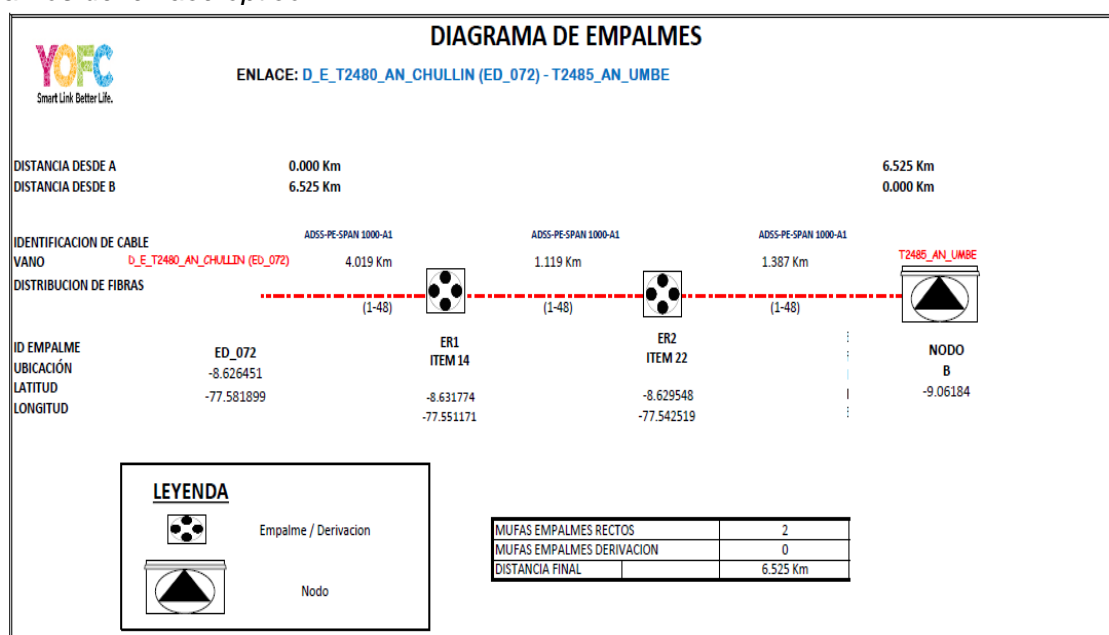 DIAGRAMA DE EMPALMES
YOFC
Smart Link Better Life.
ENLACE: D_E_T2480_AN_CHULLIN (ED_072) - T2485_AN_UMBE
DISTANCIA DESDE A 0.000 Km 6.525 Km
DISTANCIA DESDE B 6.525 Km 0.000 Km
IDENTIFICACION DE CABLE ADSS-PE-SPAN 1000-A1 ADSS-PE-SPAN 1000-A1 ADSS-PE-SPAN 1000-A1
VANO D_E_T2480_AN_CHULLIN (ED_072) 4.019 Km 1.119 Km 1.387 Km T2485_AN_UMBE
DISTRIBUCION DE FIBRAS
(1-48) (1-48) (1-48)
ID EMPALME ED_072 ER1 ER2 NODO
UBICACIÓN -8.626451 ITEM 14 ITEM 22 B
LATITUD -77.581899 -8.631774 -8.629548 -9.06184
LONGITUD -77.551171 -77.542519
LEYENDA
Empalme / Derivacion
Nodo
MUFAS EMPALMES RECTOS 2
MUFAS EMPALMES DERIVACION 0
DISTANCIA FINAL 6.525 Km